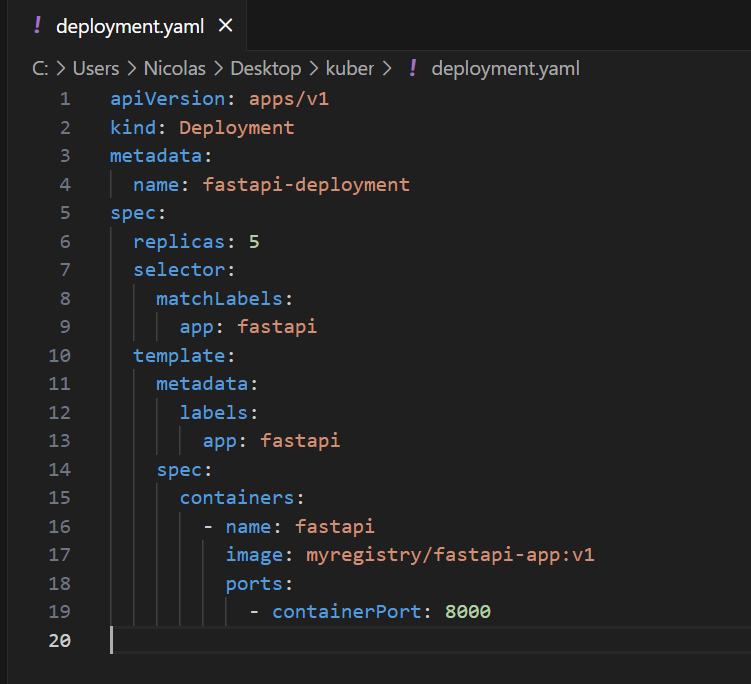 ! deployment.yaml ×
C: > Users > Nicolas > Desktop > kuber > ! deployment.yaml
1 apiVersion: apps/v1
2 kind: Deployment
3 metadata:
4   name: fastapi-deployment
5 spec:
6   replicas: 5
7   selector:
8     matchLabels:
9       app: fastapi
10   template:
11     metadata:
12       labels:
13         app: fastapi
14     spec:
15       containers:
16         - name: fastapi
17           image: myregistry/fastapi-app:v1
18           ports:
19             - containerPort: 8000
20